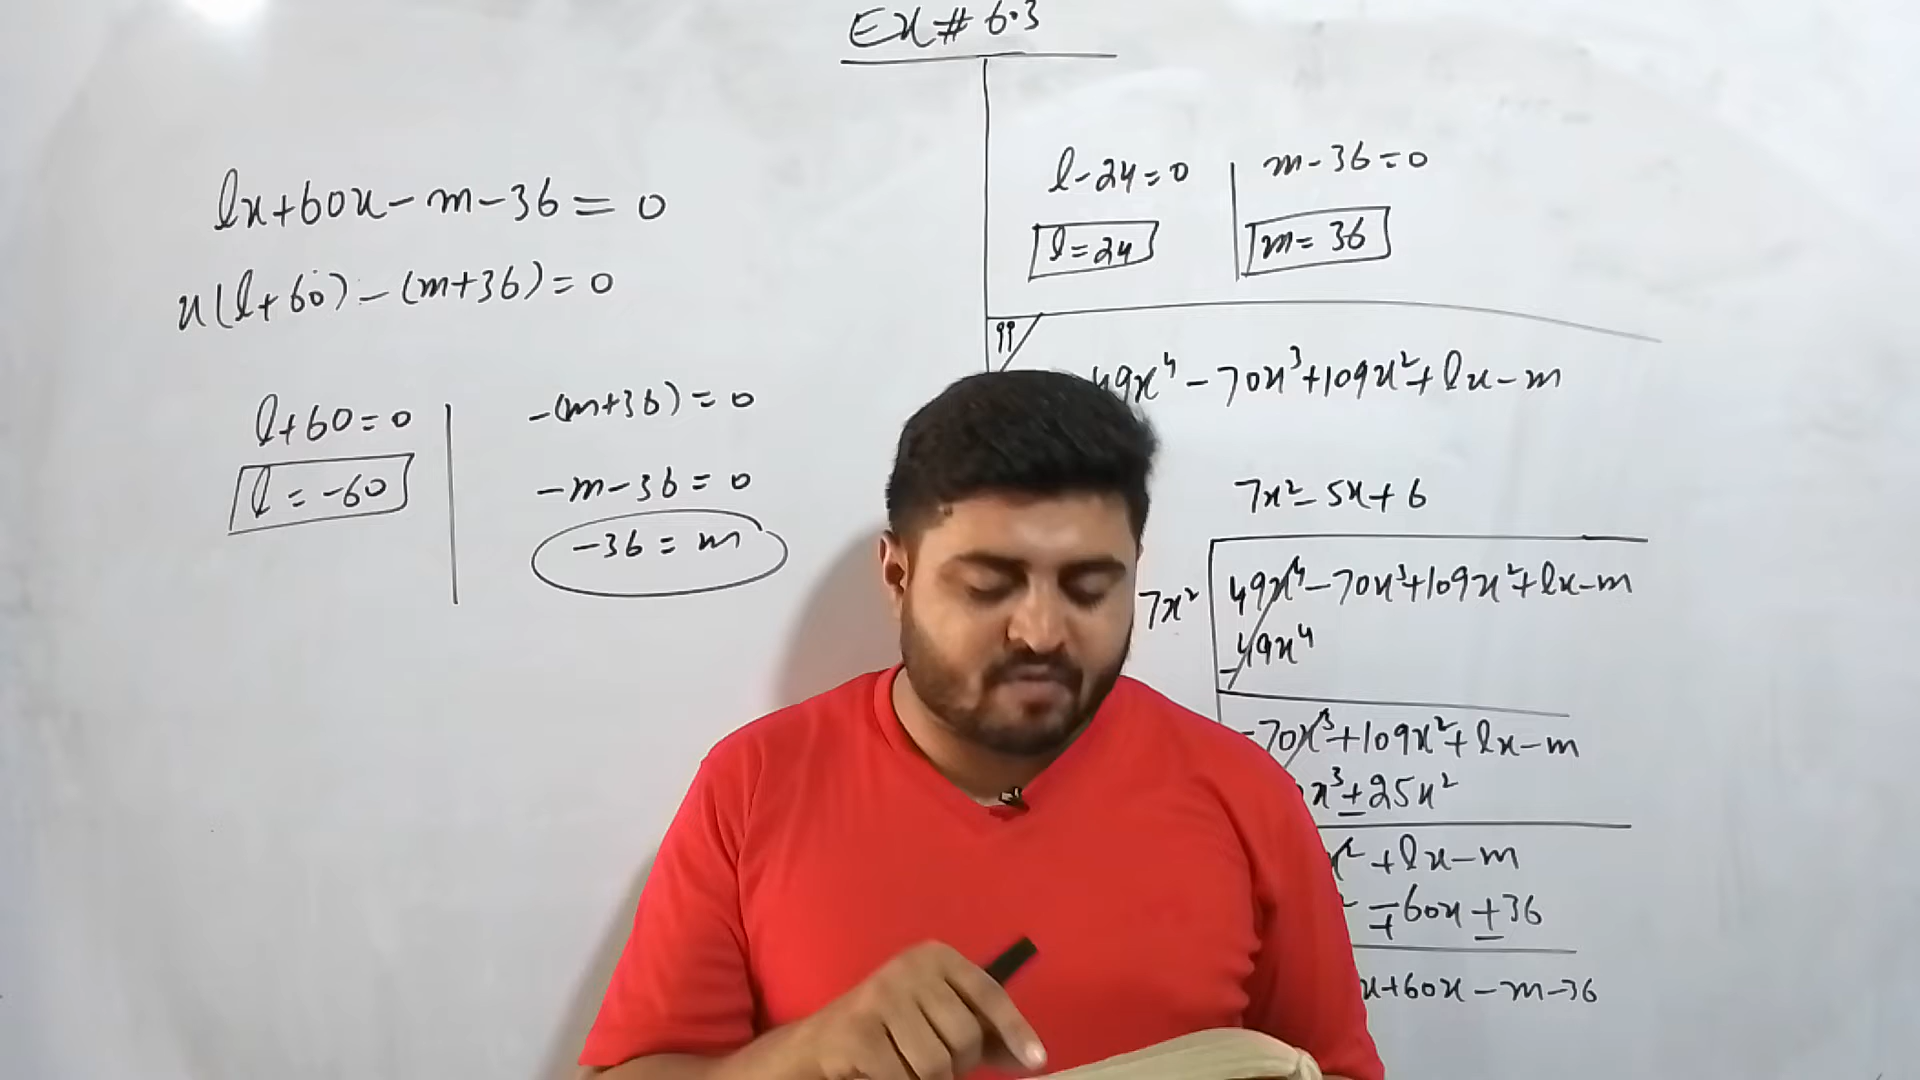 Ex# 6.3
lx+60x-m-36=0
x(l+60)-(m+36)=0
l+60=0
l=-60
-(m+36)=0
-m-36=0
-36=m
l-24=0
l=24
m-36=0
m=36
49x⁴-70x³+109x²+lx-m
7x²-5x+6
7x²
49x⁴-70x³+109x²+lx-m
-49x⁴
-70x³+109x²+lx-m
x³±25x²
x²+lx-m
∓60x±36
x+60x-m-36